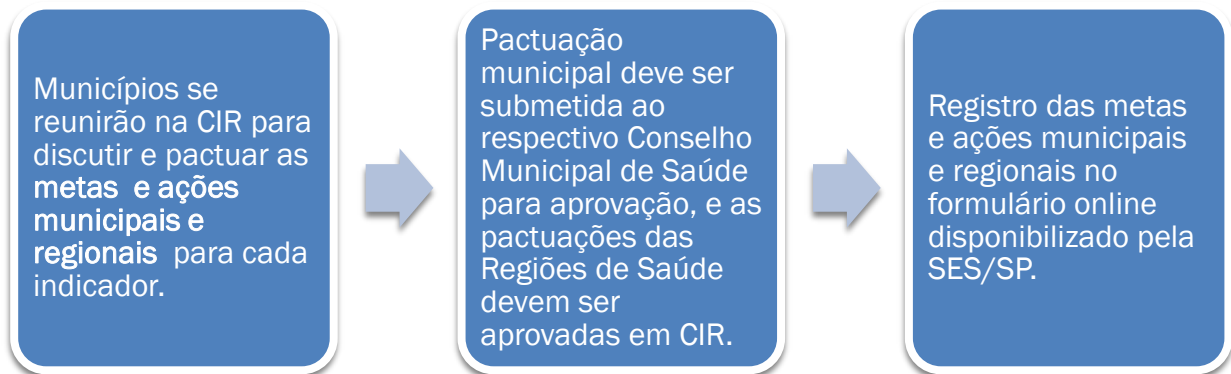 Municípios se
reunirão na CIR para
discutir e pactuar as
metas e ações
municipais e
regionais para cada
indicador.
Pactuação
municipal deve ser
submetida ao
respectivo Conselho
Municipal de Saúde
para aprovação, e as
pactuações das
Regiões de Saúde
devem ser
aprovadas em CIR.
Registro das metas
e ações municipais
e regionais no
formulário online
disponibilizado pela
SES/SP.